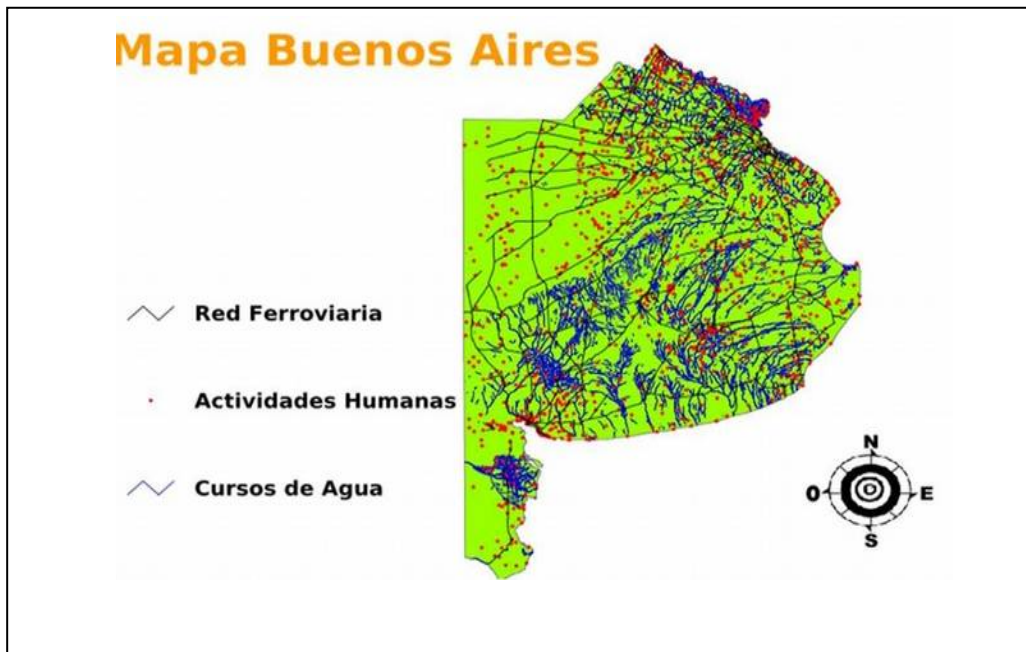 Mapa Buenos Aires
Red Ferroviaria
Actividades Humanas
Cursos de Agua
N
O
E
S